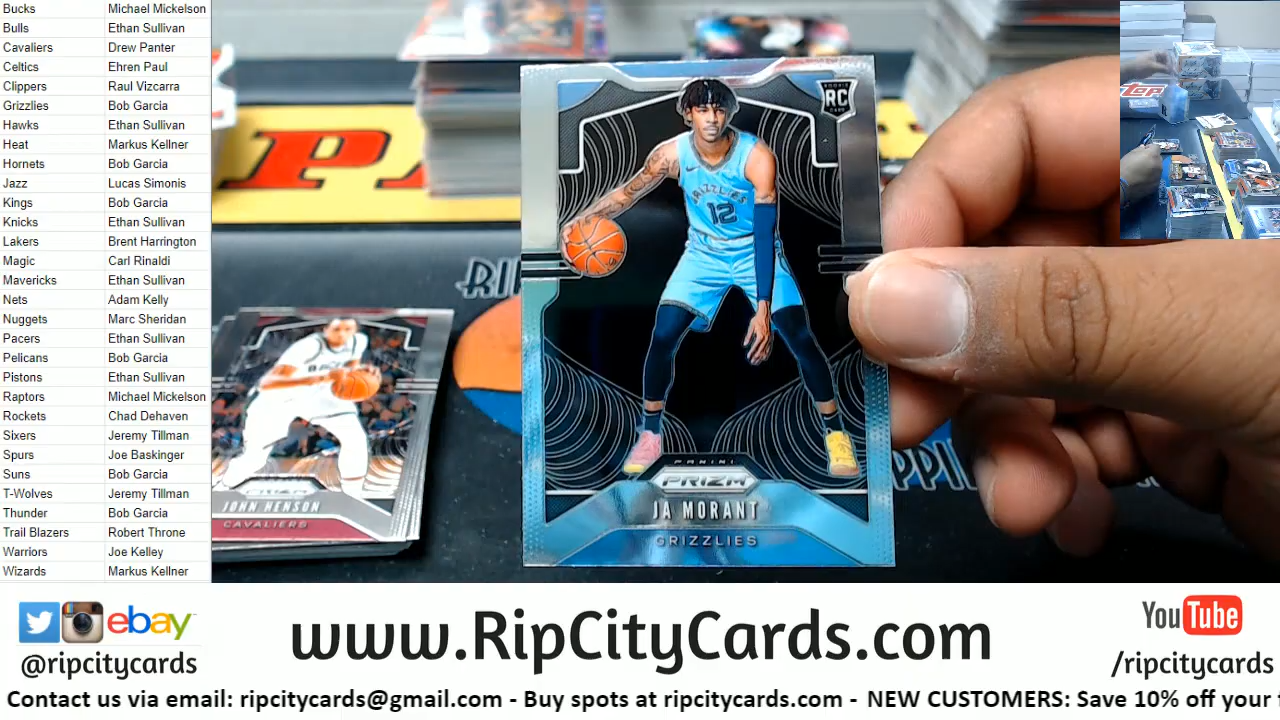 Bucks Michael Mickelson
Bulls Ethan Sullivan
Cavaliers Drew Panter
Celtics Ehren Paul
Clippers Raul Vizcarra
Grizzlies Bob Garcia
Hawks Ethan Sullivan
Heat Markus Kellner
Hornets Bob Garcia
Jazz Lucas Simonis
Kings Bob Garcia
Knicks Ethan Sullivan
Lakers Brent Harrington
Magic Carl Rinaldi
Mavericks Ethan Sullivan
Nets Adam Kelly
Nuggets Marc Sheridan
Pacers Ethan Sullivan
Pelicans Bob Garcia
Pistons Ethan Sullivan
Raptors Michael Mickelson
Rockets Chad Dehaven
Sixers Jeremy Tillman
Spurs Joe Baskinger
Suns Bob Garcia
T-Wolves Jeremy Tillman
Thunder Bob Garcia
Trail Blazers Robert Throne
Warriors Joe Kelley
Wizards Markus Kellner
RC
GRIZZLIES
12
PANINI
PRIZM
JA MORANT
GRIZZLIES
PRIZM
JOHN HENSON
CAVALIERS
ebay
@ripcitycards
www.RipCityCards.com
YouTube
/ripcitycards
Contact us via email: ripcitycards@gmail.com - Buy spots at ripcitycards.com - NEW CUSTOMERS: Save 10% off your